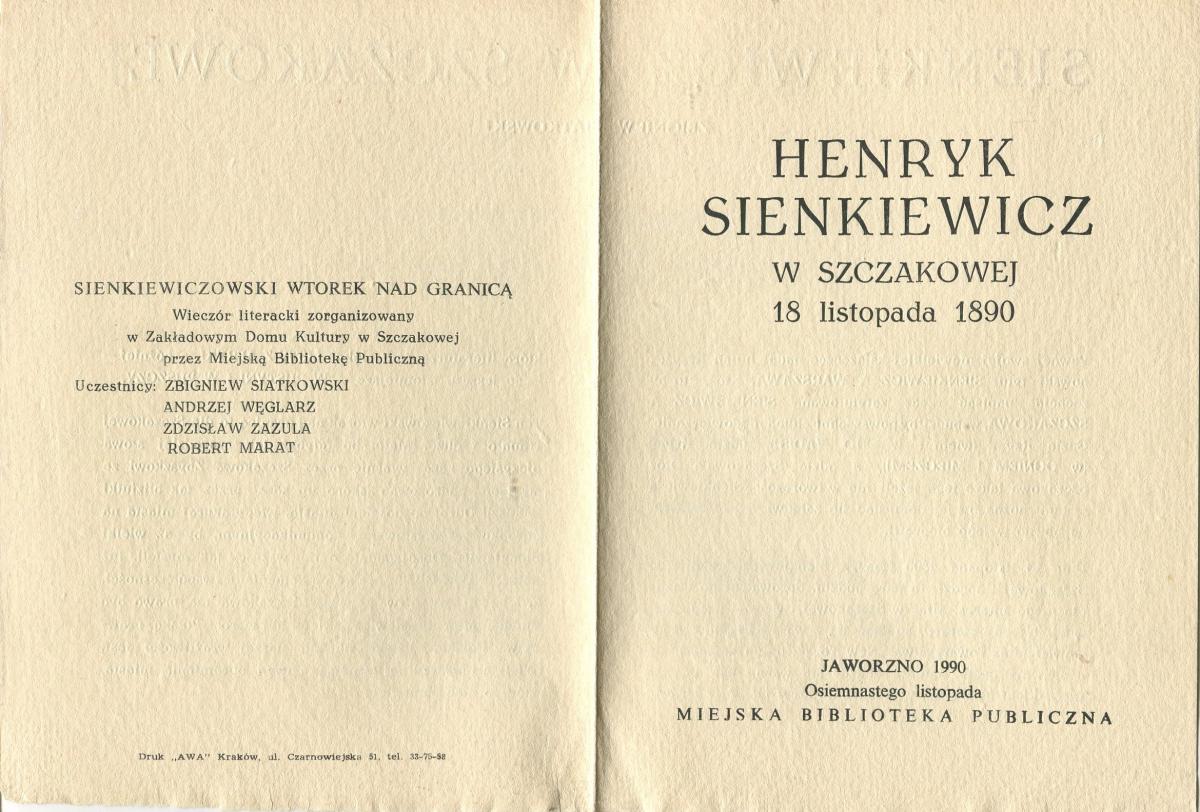 SIENKIEWICZOWSKI WTOREK NAD GRANICĄ
Wieczór literacki zorganizowany
w Zakładowym Domu Kultury w Szczakowej
przez Miejską Bibliotekę Publiczną
Uczestnicy: ZBIGNIEW SIATKOWSKI
ANDRZEJ WĘGLARZ
ZDZISŁAW ZAZULA
ROBERT MARAT
Druk „AWA" Kraków, ul. Czarnowiejska 51, tel. 33-75-58
HENRYK
SIENKIEWICZ
W SZCZAKOWEJ
18 listopada 1890
JAWORZNO 1990
Osiemnastego listopada
MIEJSKA BIBLIOTEKA PUBLICZNA